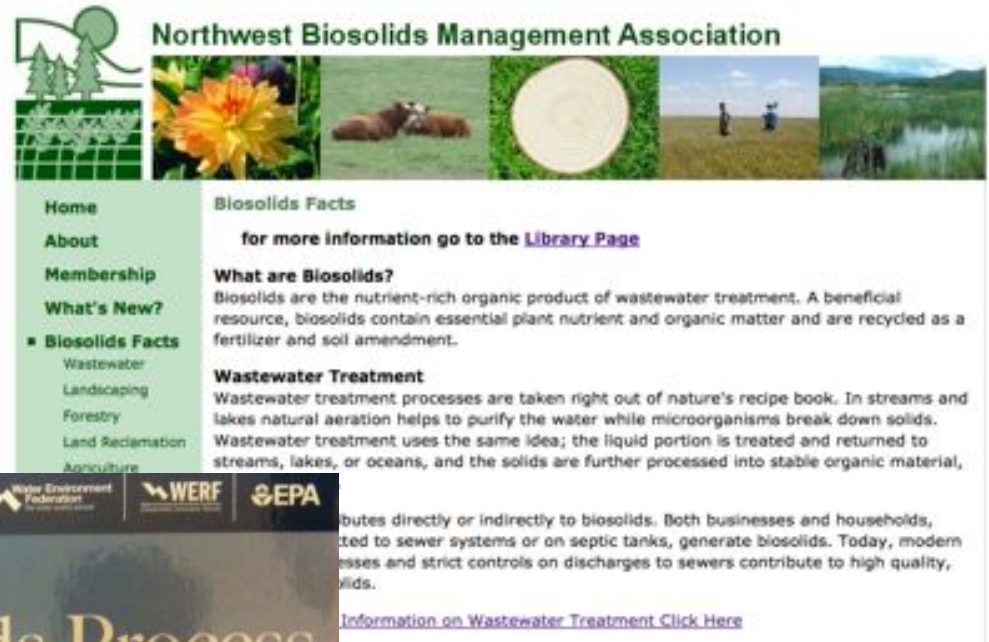 Northwest Biosolids Management Association
Home
About
Membership
What's New?
Biosolids Facts
Wastewater
Landscaping
Forestry
Land Reclamation
Agriculture
Biosolids Facts
for more information go to the Library Page
What are Biosolids?
Biosolids are the nutrient-rich organic product of wastewater treatment. A beneficial
resource, biosolids contain essential plant nutrient and organic matter and are recycled as a
fertilizer and soil amendment.
Wastewater Treatment
Wastewater treatment processes are taken right out of nature's recipe book. In streams and
lakes natural aeration helps to purify the water while microorganisms break down solids.
Wastewater treatment uses the same idea; the liquid portion is treated and returned to
streams, lakes, or oceans, and the solids are further processed into stable organic material,
butes directly or indirectly to biosolids. Both businesses and households,
cted to sewer systems or on septic tanks, generate biosolids. Today, modern
esses and strict controls on discharges to sewers contribute to high quality,
olids.
Information on Wastewater Treatment Click Here
Water Environment
Federation
WERF
EPA
ds Process